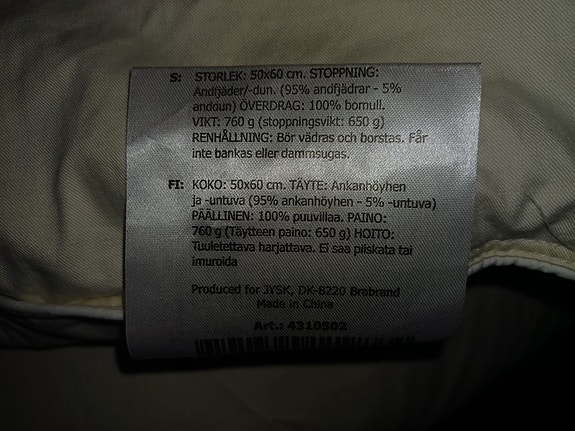 S: STORLEK: 50x60 cm. STOPPNING:
Andfjäder/-dun. (95% andfjädrar - 5%
anddun) ÖVERDRAG: 100% bomull.
VIKT: 760 g (stoppningsvikt: 650 g)
RENHÅLLNING: Bör vädras och borstas. Får
inte bankas eller dammsugas.
FI: KOKO: 50x60 cm. TÄYTE: Ankanhöyhen
ja -untuva (95% ankanhöyhen - 5% -untuva)
PÄÄLLINEN: 100% puuvillaa. PAINO:
760 g (Täytteen paino: 650 g) HOITO:
Tuuletettava harjattava. Ei saa piiskata tai
imuroida
Produced for JYSK, DK-8220 Brabrand
Made in China
Art.: 4310502